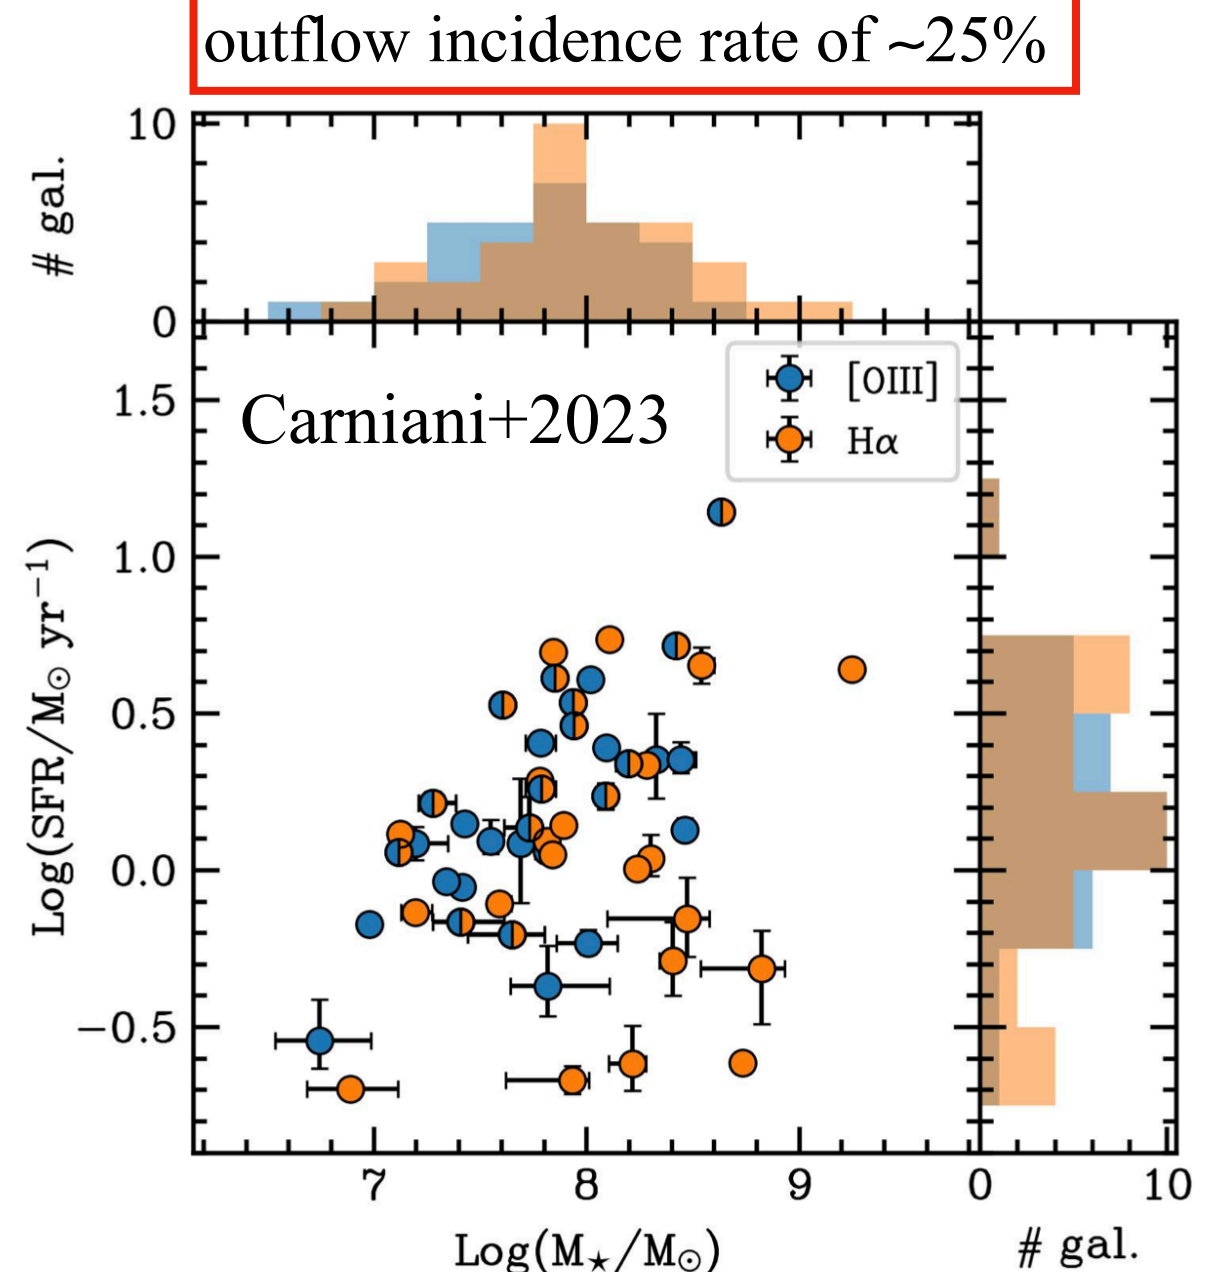 outflow incidence rate of ~25%
# gal.
10
0
Carniani+2023
[OIII]
Hα
Log(SFR/M⊙ yr⁻¹)
1.5
1.0
0.5
0.0
−0.5
7 8 9
0 10
Log(M⋆/M⊙)
# gal.